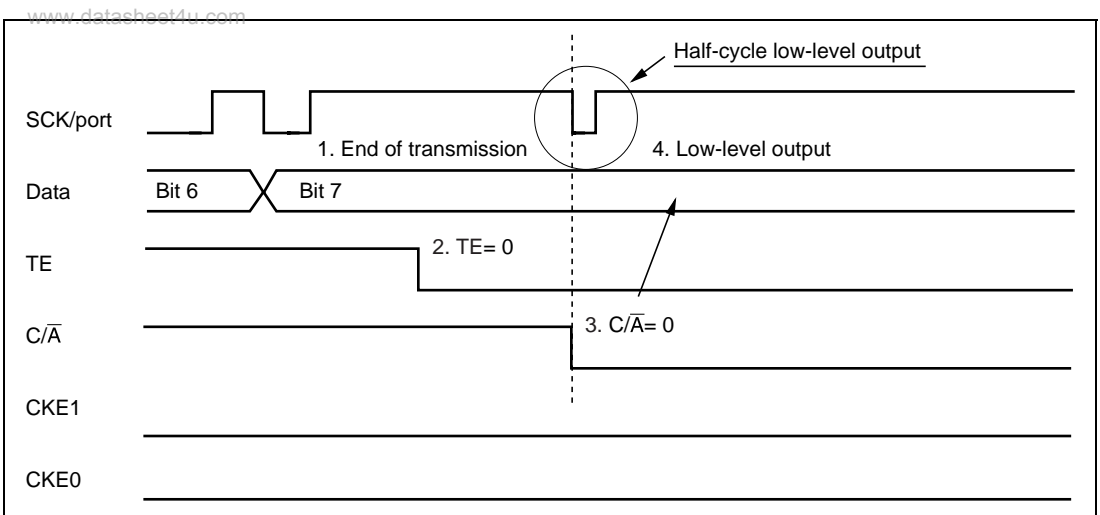 www.datasheet4u.com
Half-cycle low-level output
SCK/port
1. End of transmission
4. Low-level output
Data
Bit 6
Bit 7
TE
2. TE= 0
C/A̅
3. C/A̅= 0
CKE1
CKE0